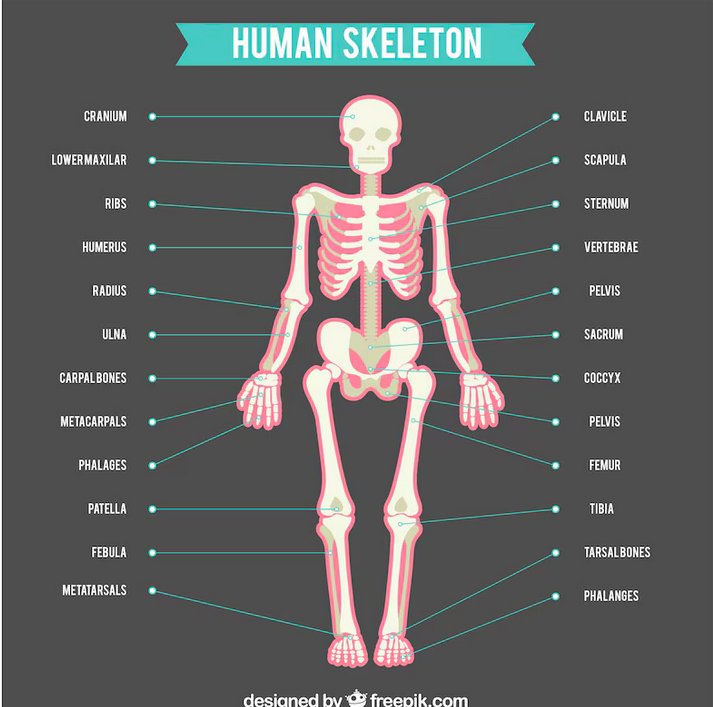 HUMAN SKELETON
CRANIUM
LOWER MAXILAR
RIBS
HUMERUS
RADIUS
ULNA
CARPAL BONES
METACARPALS
PHALAGES
PATELLA
FEBULA
METATARSALS
CLAVICLE
SCAPULA
STERNUM
VERTEBRAE
PELVIS
SACRUM
COCCYX
PELVIS
FEMUR
TIBIA
TARSAL BONES
PHALANGES
designed by freepik.com